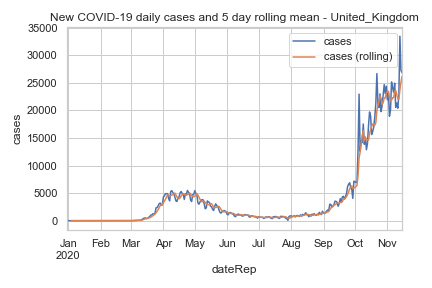 New COVID-19 daily cases and 5 day rolling mean - United_Kingdom
35000
30000
25000
20000
15000
10000
5000
0
cases
cases
cases (rolling)
Jan Feb Mar Apr May Jun Jul Aug Sep Oct Nov
2020
dateRep